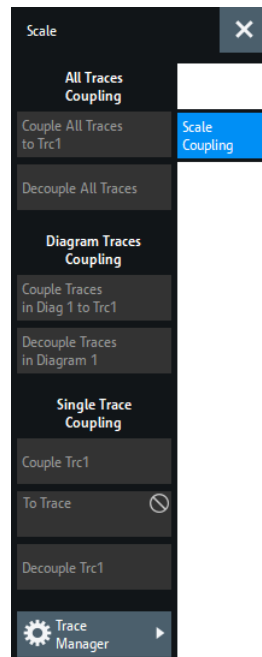 Scale
All Traces
Coupling
Couple All Traces
to Trc1
Scale
Coupling
Decouple All Traces
Diagram Traces
Coupling
Couple Traces
in Diag 1 to Trc1
Decouple Traces
in Diagram 1
Single Trace
Coupling
Couple Trc1
To Trace
Decouple Trc1
Trace
Manager